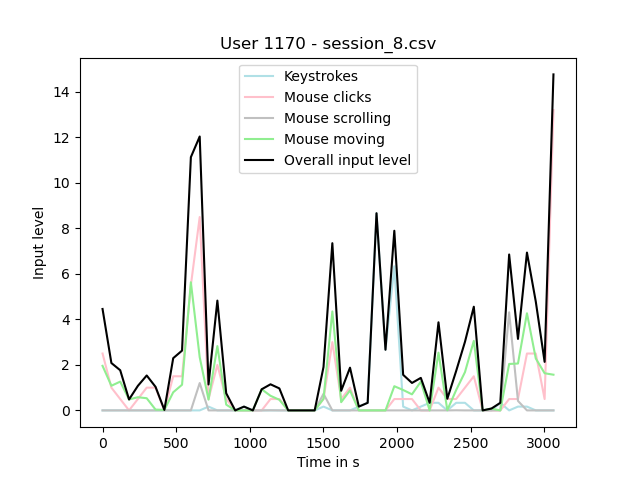 User 1170 - session_8.csv
Keystrokes
Mouse clicks
Mouse scrolling
Mouse moving
Overall input level
Input level
14
12
10
8
6
4
2
0
0 500 1000 1500 2000 2500 3000
Time in s